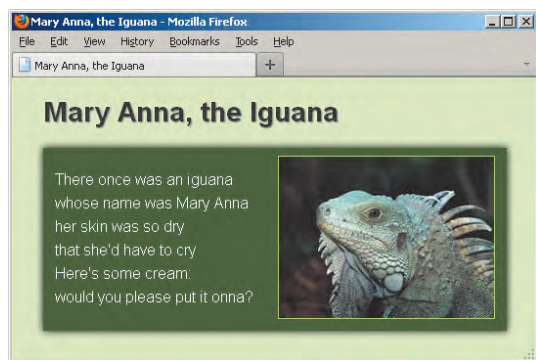 Mary Anna, the Iguana - Mozilla Firefox
File Edit View History Bookmarks Tools Help
Mary Anna, the Iguana
Mary Anna, the Iguana
There once was an iguana
whose name was Mary Anna
her skin was so dry
that she'd have to cry
Here's some cream:
would you please put it onna?